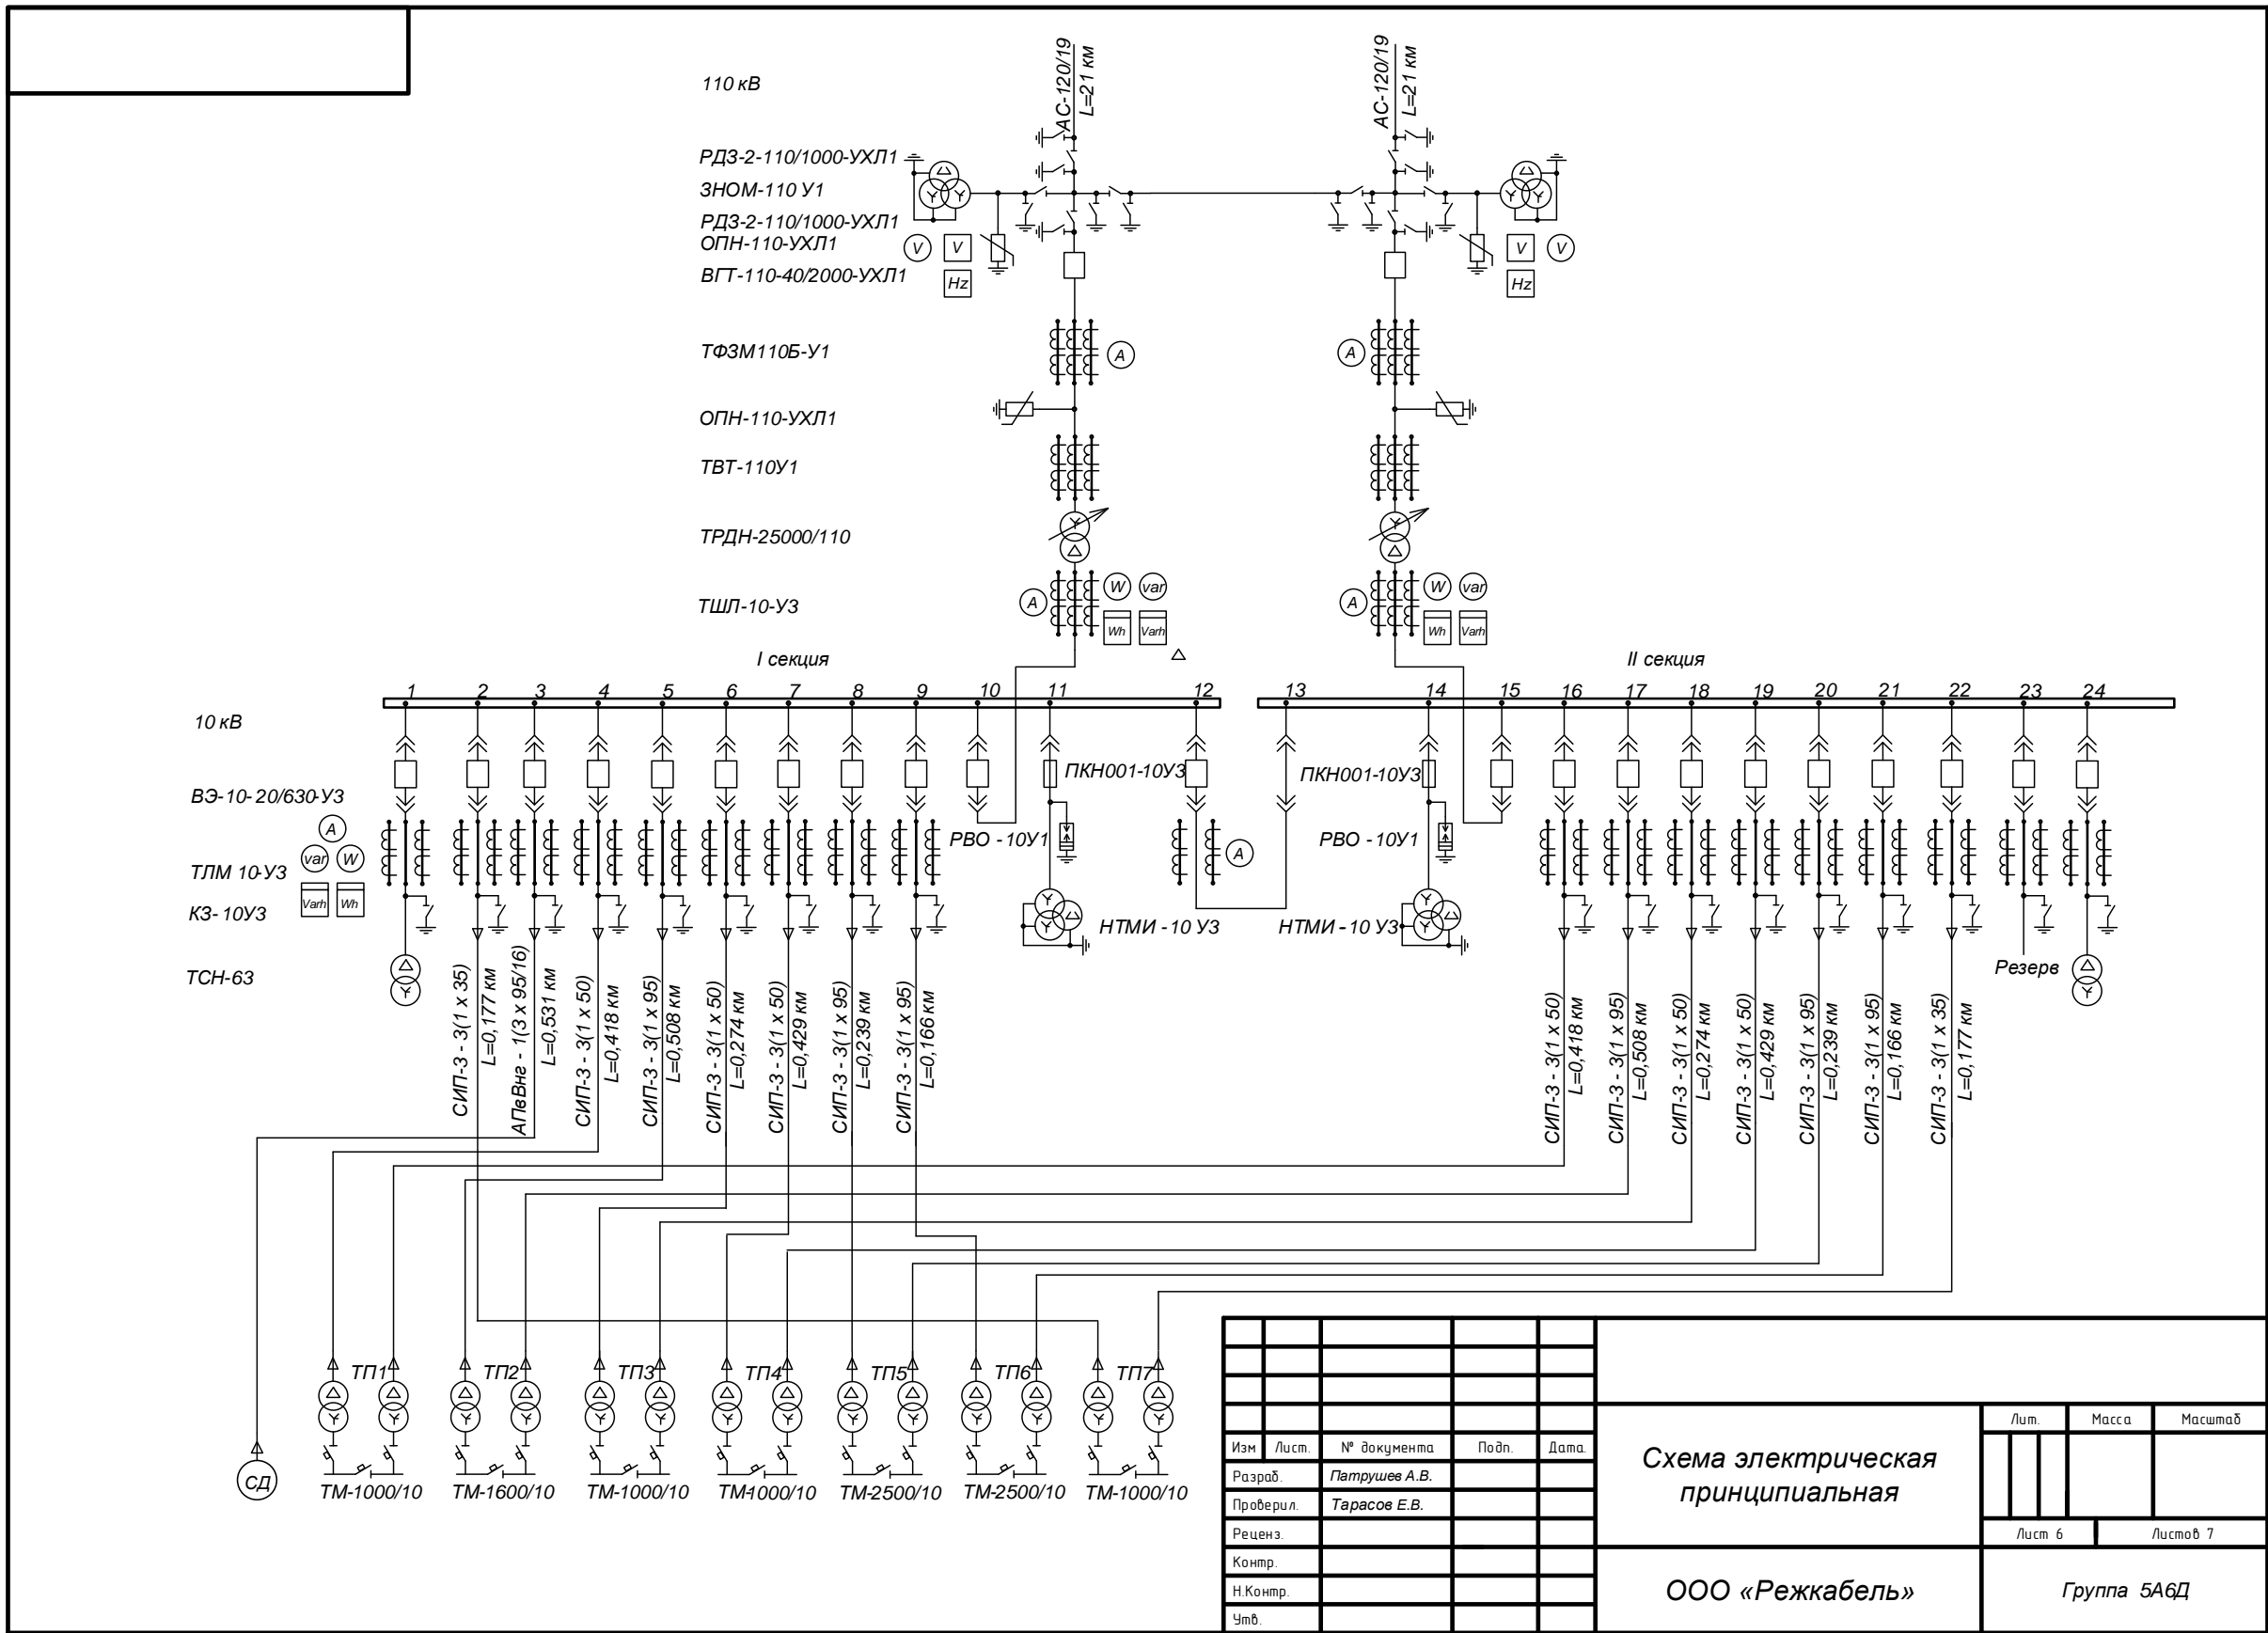 110 кВ
АС-120/19
L=21 км
АС-120/19
L=21 км
РДЗ-2-110/1000-УХЛ1
ЗНОМ-110 У1
РДЗ-2-110/1000-УХЛ1
ОПН-110-УХЛ1
V
V
V
V
ВГТ-110-40/2000-УХЛ1
Hz
Hz
ТФЗМ110Б-У1
A
A
ОПН-110-УХЛ1
ТВТ-110У1
ТРДН-25000/110
ТШЛ-10-У3
A
W
var
Wh
Varh
A
W
var
Wh
Varh
I секция
II секция
1 2 3 4 5 6 7 8 9 10 11 12 13 14 15 16 17 18 19 20 21 22 23 24
10 кВ
ВЭ-10-20/630-У3
ПКН001-10У3
ПКН001-10У3
A
var
W
Varh
Wh
РВО - 10У1
A
РВО - 10У1
ТЛМ 10-У3
КЗ- 10У3
НТМИ - 10 У3
НТМИ - 10 У3
ТСН-63
Резерв
СИП-3 - 3(1 х 35)
L=0,177 км
АПвВнг - 1(3 х 95/16)
L=0,531 км
СИП-3 - 3(1 х 50)
L=0,418 км
СИП-3 - 3(1 х 95)
L=0,508 км
СИП-3 - 3(1 х 50)
L=0,274 км
СИП-3 - 3(1 х 50)
L=0,429 км
СИП-3 - 3(1 х 95)
L=0,239 км
СИП-3 - 3(1 х 95)
L=0,166 км
СИП-3 - 3(1 х 50)
L=0,418 км
СИП-3 - 3(1 х 95)
L=0,508 км
СИП-3 - 3(1 х 50)
L=0,274 км
СИП-3 - 3(1 х 50)
L=0,429 км
СИП-3 - 3(1 х 95)
L=0,239 км
СИП-3 - 3(1 х 95)
L=0,166 км
СИП-3 - 3(1 х 35)
L=0,177 км
ТП1 ТП2 ТП3 ТП4 ТП5 ТП6 ТП7
СД
ТМ-1000/10 ТМ-1600/10 ТМ-1000/10 ТМ-1000/10 ТМ-2500/10 ТМ-2500/10 ТМ-1000/10
Изм Лист. № документа Подп. Дата.
Разраб. Патрушев А.В.
Проверил. Тарасов Е.В.
Реценз.
Контр.
Н.Контр.
Утв.
Схема электрическая
принципиальная
ООО «Режкабель»
Лит. Масса Масштаб
Лист 6 Листов 7
Группа 5А6Д